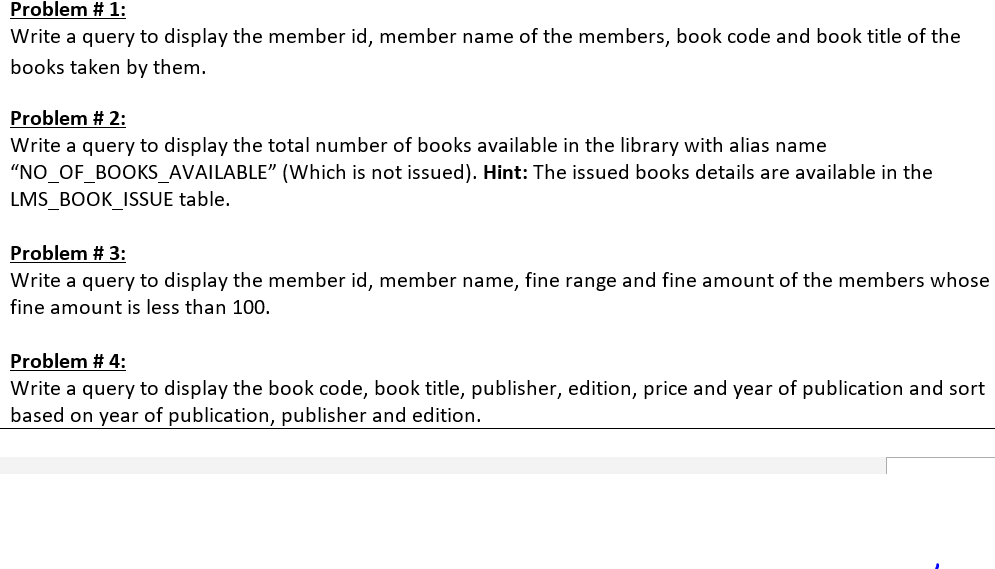 Problem # 1:
Write a query to display the member id, member name of the members, book code and book title of the
books taken by them.
Problem # 2:
Write a query to display the total number of books available in the library with alias name
“NO_OF_BOOKS_AVAILABLE” (Which is not issued). Hint: The issued books details are available in the
LMS_BOOK_ISSUE table.
Problem # 3:
Write a query to display the member id, member name, fine range and fine amount of the members whose
fine amount is less than 100.
Problem # 4:
Write a query to display the book code, book title, publisher, edition, price and year of publication and sort
based on year of publication, publisher and edition.